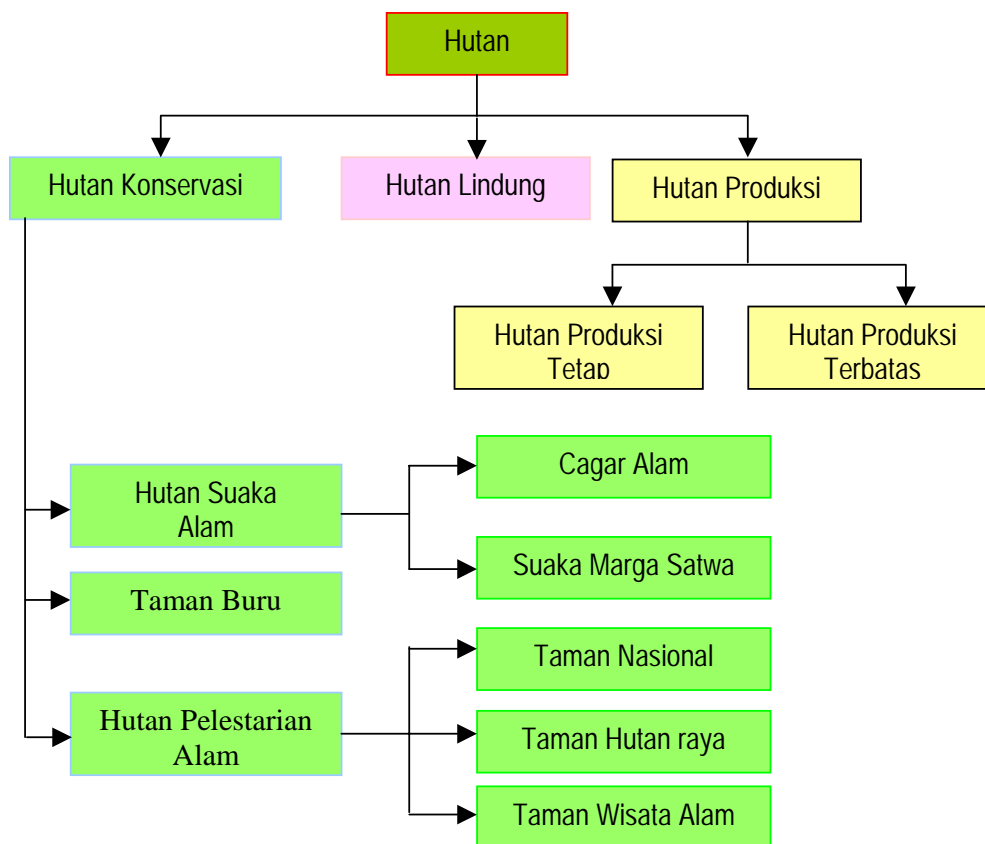 Hutan
Hutan Konservasi
Hutan Lindung
Hutan Produksi
Hutan Produksi
Tetap
Hutan Produksi
Terbatas
Hutan Suaka
Alam
Cagar Alam
Suaka Marga Satwa
Taman Buru
Hutan Pelestarian
Alam
Taman Nasional
Taman Hutan raya
Taman Wisata Alam